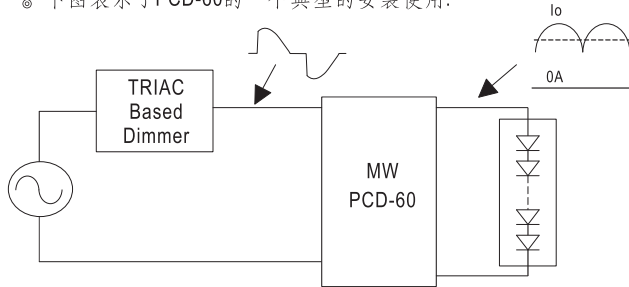 ◎ 下图表示了PCD-60的一个典型的安装使用:
Io
0A
TRIAC
Based
Dimmer
MW
PCD-60